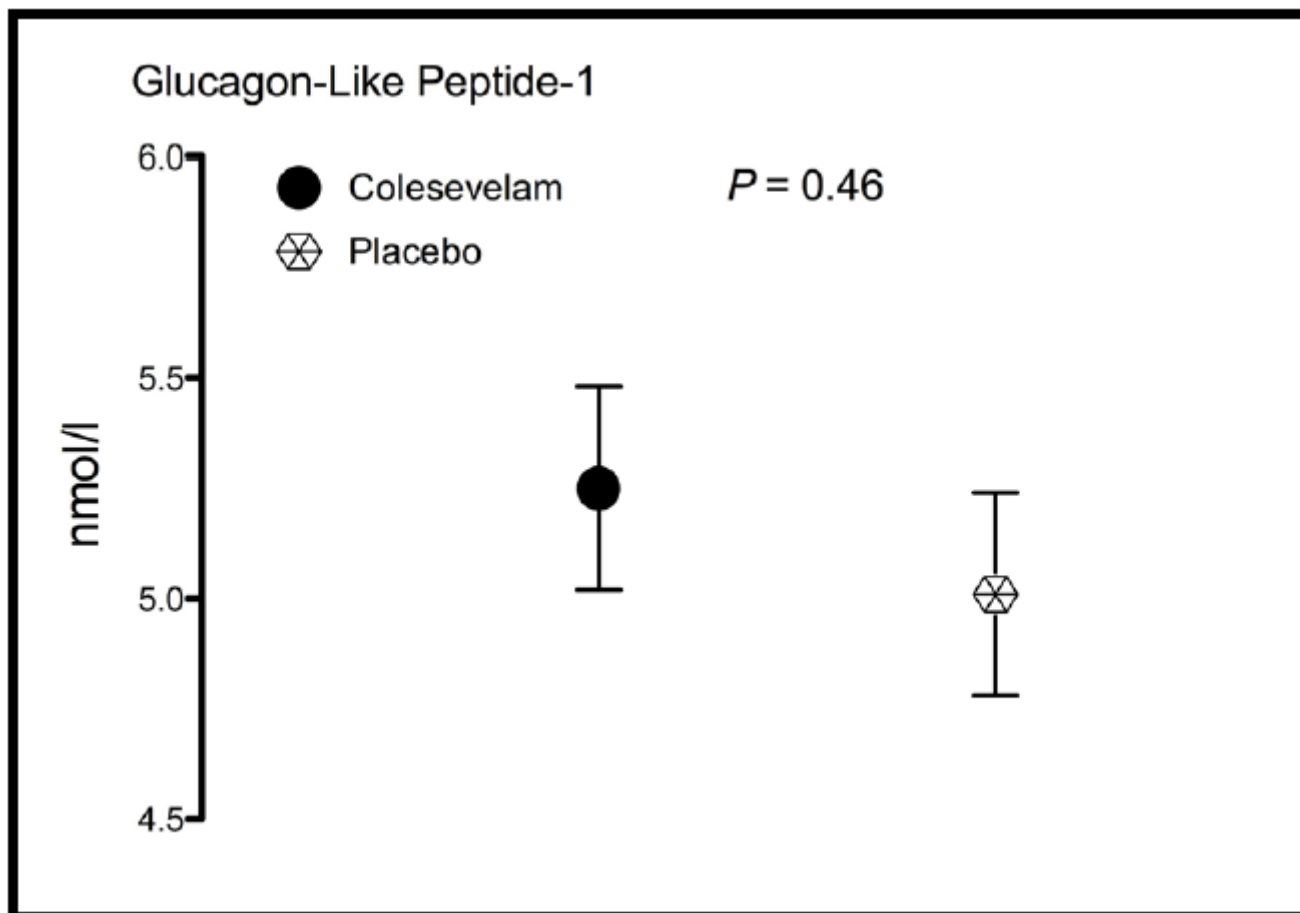 Glucagon-Like Peptide-1
6.0
Colesevelam
P = 0.46
Placebo
5.5
nmol/l
5.0
4.5